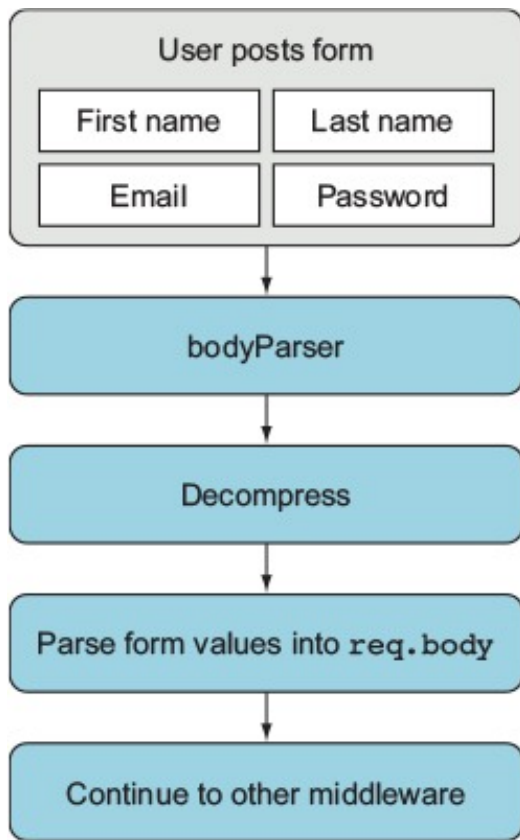 User posts form
First name
Last name
Email
Password
bodyParser
Decompress
Parse form values into req.body
Continue to other middleware